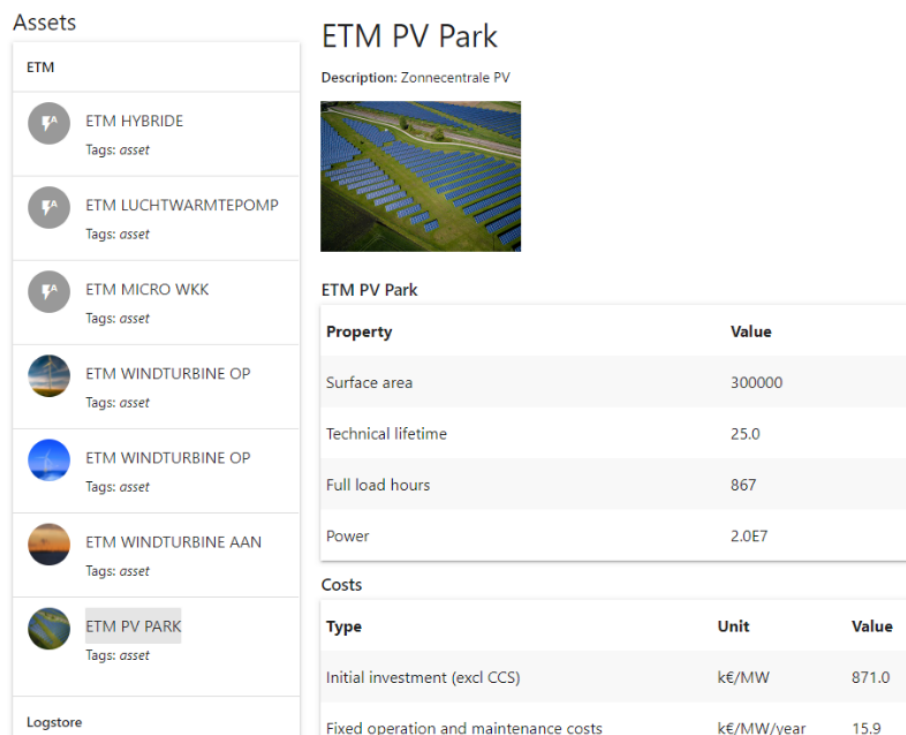 Assets
ETM
ETM HYBRIDE
Tags: asset
ETM LUCHTWARMTEPOMP
Tags: asset
ETM MICRO WKK
Tags: asset
ETM WINDTURBINE OP
Tags: asset
ETM WINDTURBINE OP
Tags: asset
ETM WINDTURBINE AAN
Tags: asset
ETM PV PARK
Tags: asset
Logstore
ETM PV Park
Description: Zonnecentrale PV
ETM PV Park
Property Value
Surface area 300000
Technical lifetime 25.0
Full load hours 867
Power 2.0E7
Costs
Type Unit Value
Initial investment (excl CCS) k€/MW 871.0
Fixed operation and maintenance costs k€/MW/year 15.9